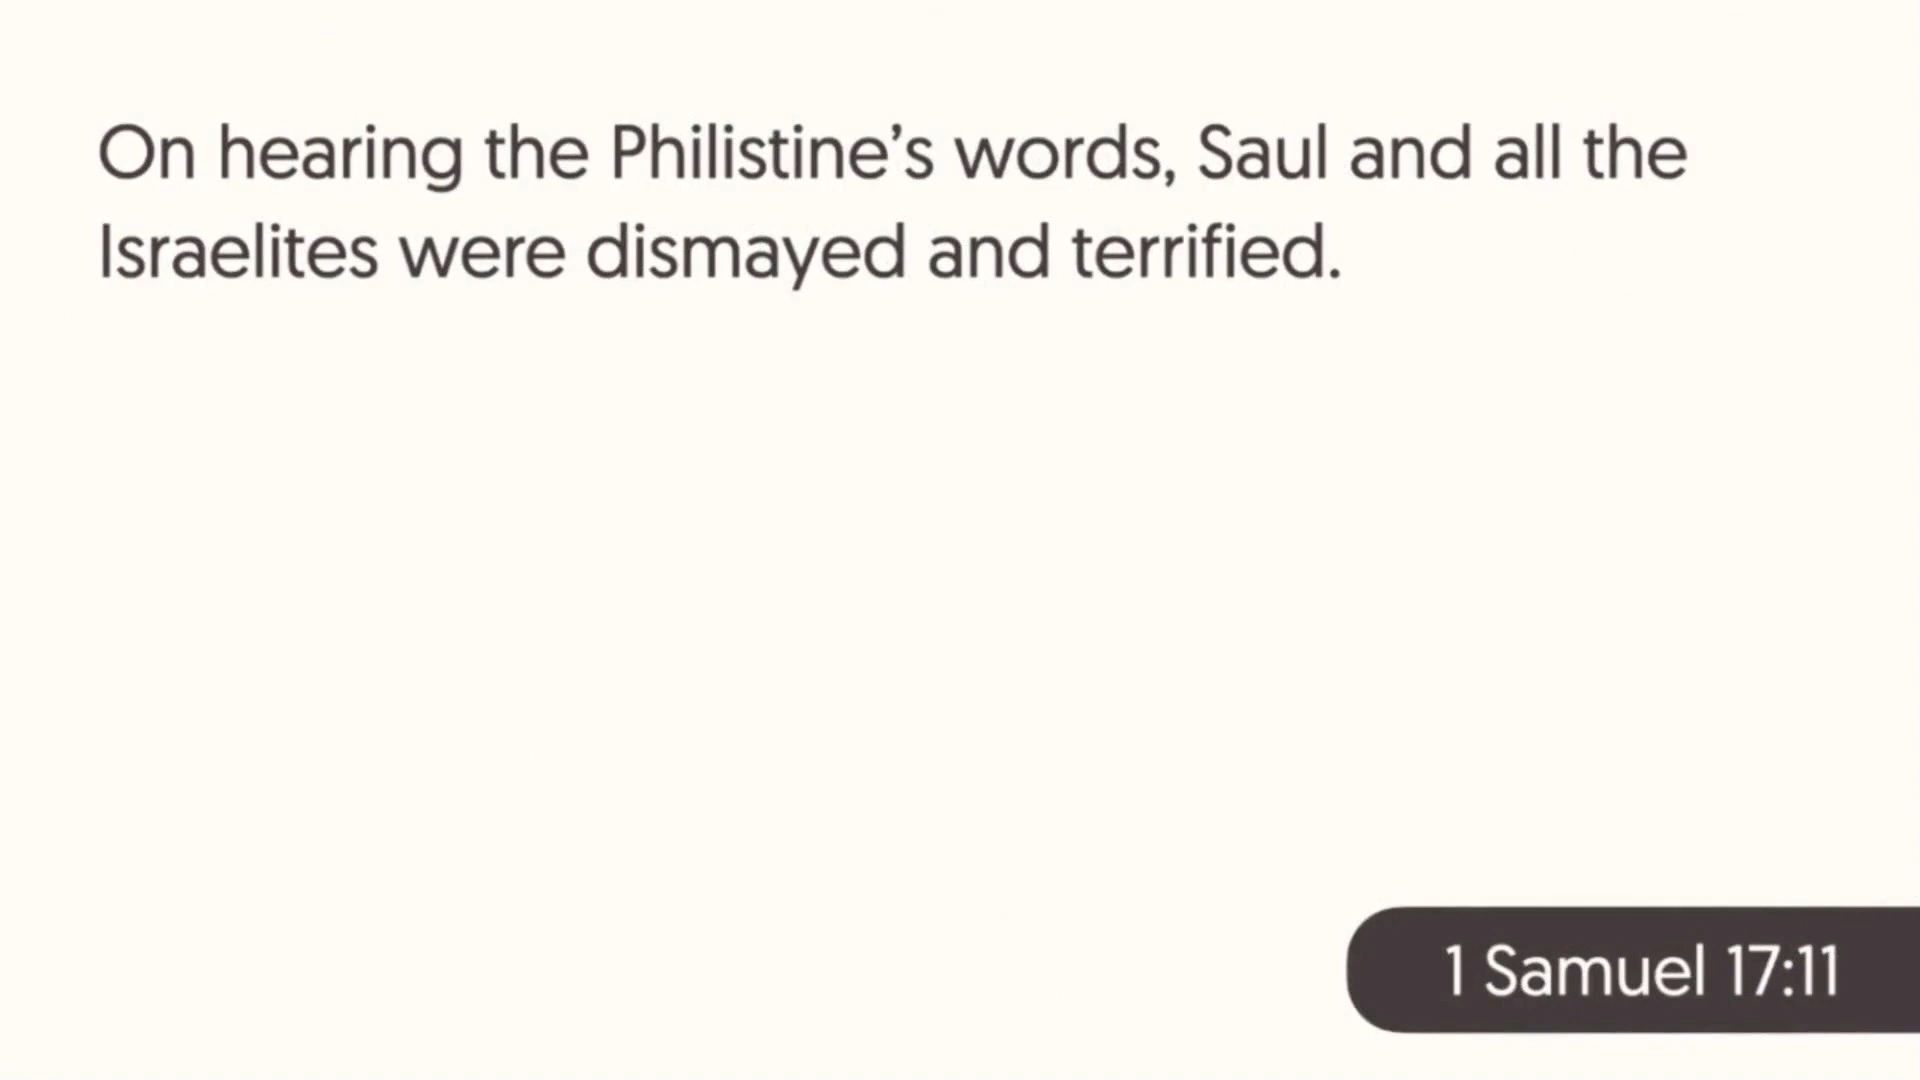 On hearing the Philistine’s words, Saul and all the
Israelites were dismayed and terrified.
1 Samuel 17:11